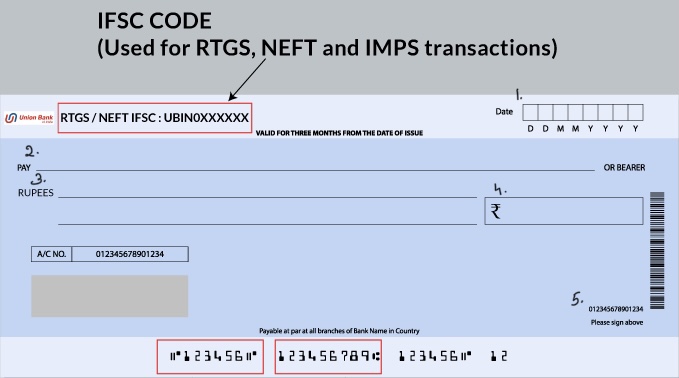 IFSC CODE
(Used for RTGS, NEFT and IMPS transactions)
1.
Union Bank
RTGS / NEFT IFSC : UBIN0XXXXXX
Date
VALID FOR THREE MONTHS FROM THE DATE OF ISSUE
D D M M Y Y Y Y
2.
PAY
OR BEARER
3.
RUPEES
4.
₹
A/C NO. 012345678901234
5.
012345678901234
Please sign above
Payable at par at all branches of Bank Name in Country
⑈123456⑈ 123456789⑆ 123456⑈ 12